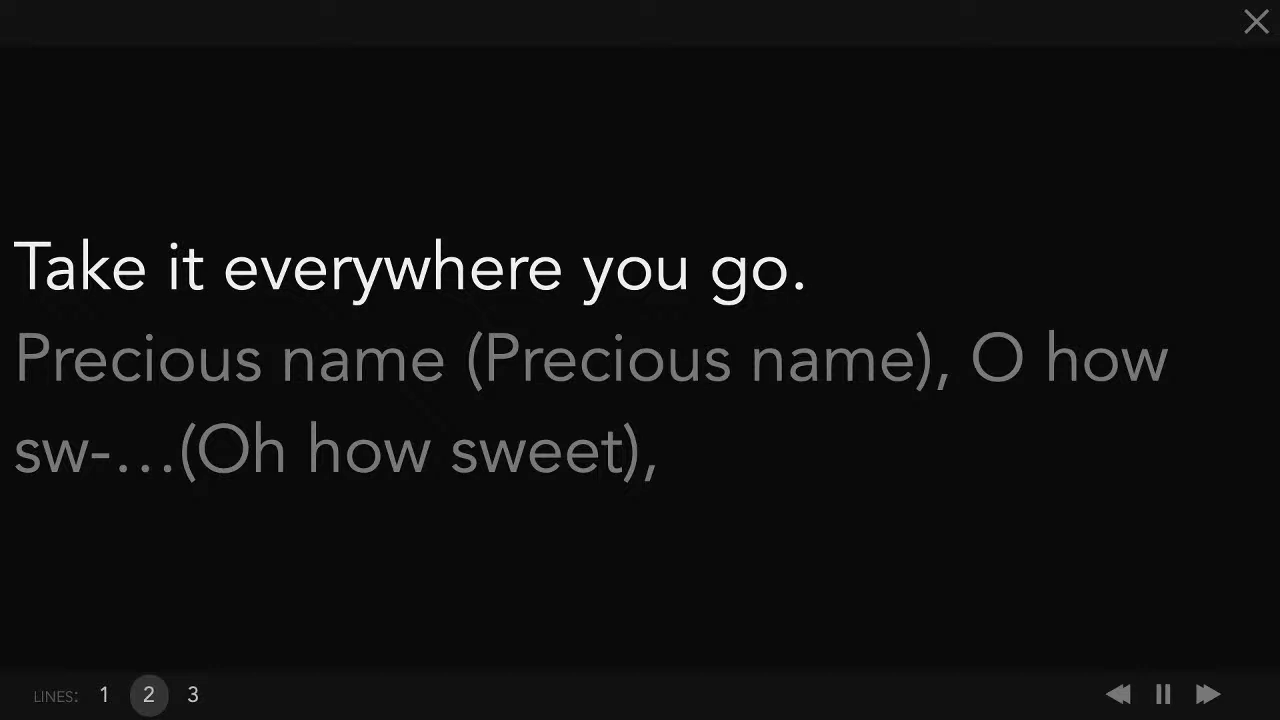 Take it everywhere you go.
Precious name (Precious name), O how
sw-...(Oh how sweet),
LINES: 1 2 3